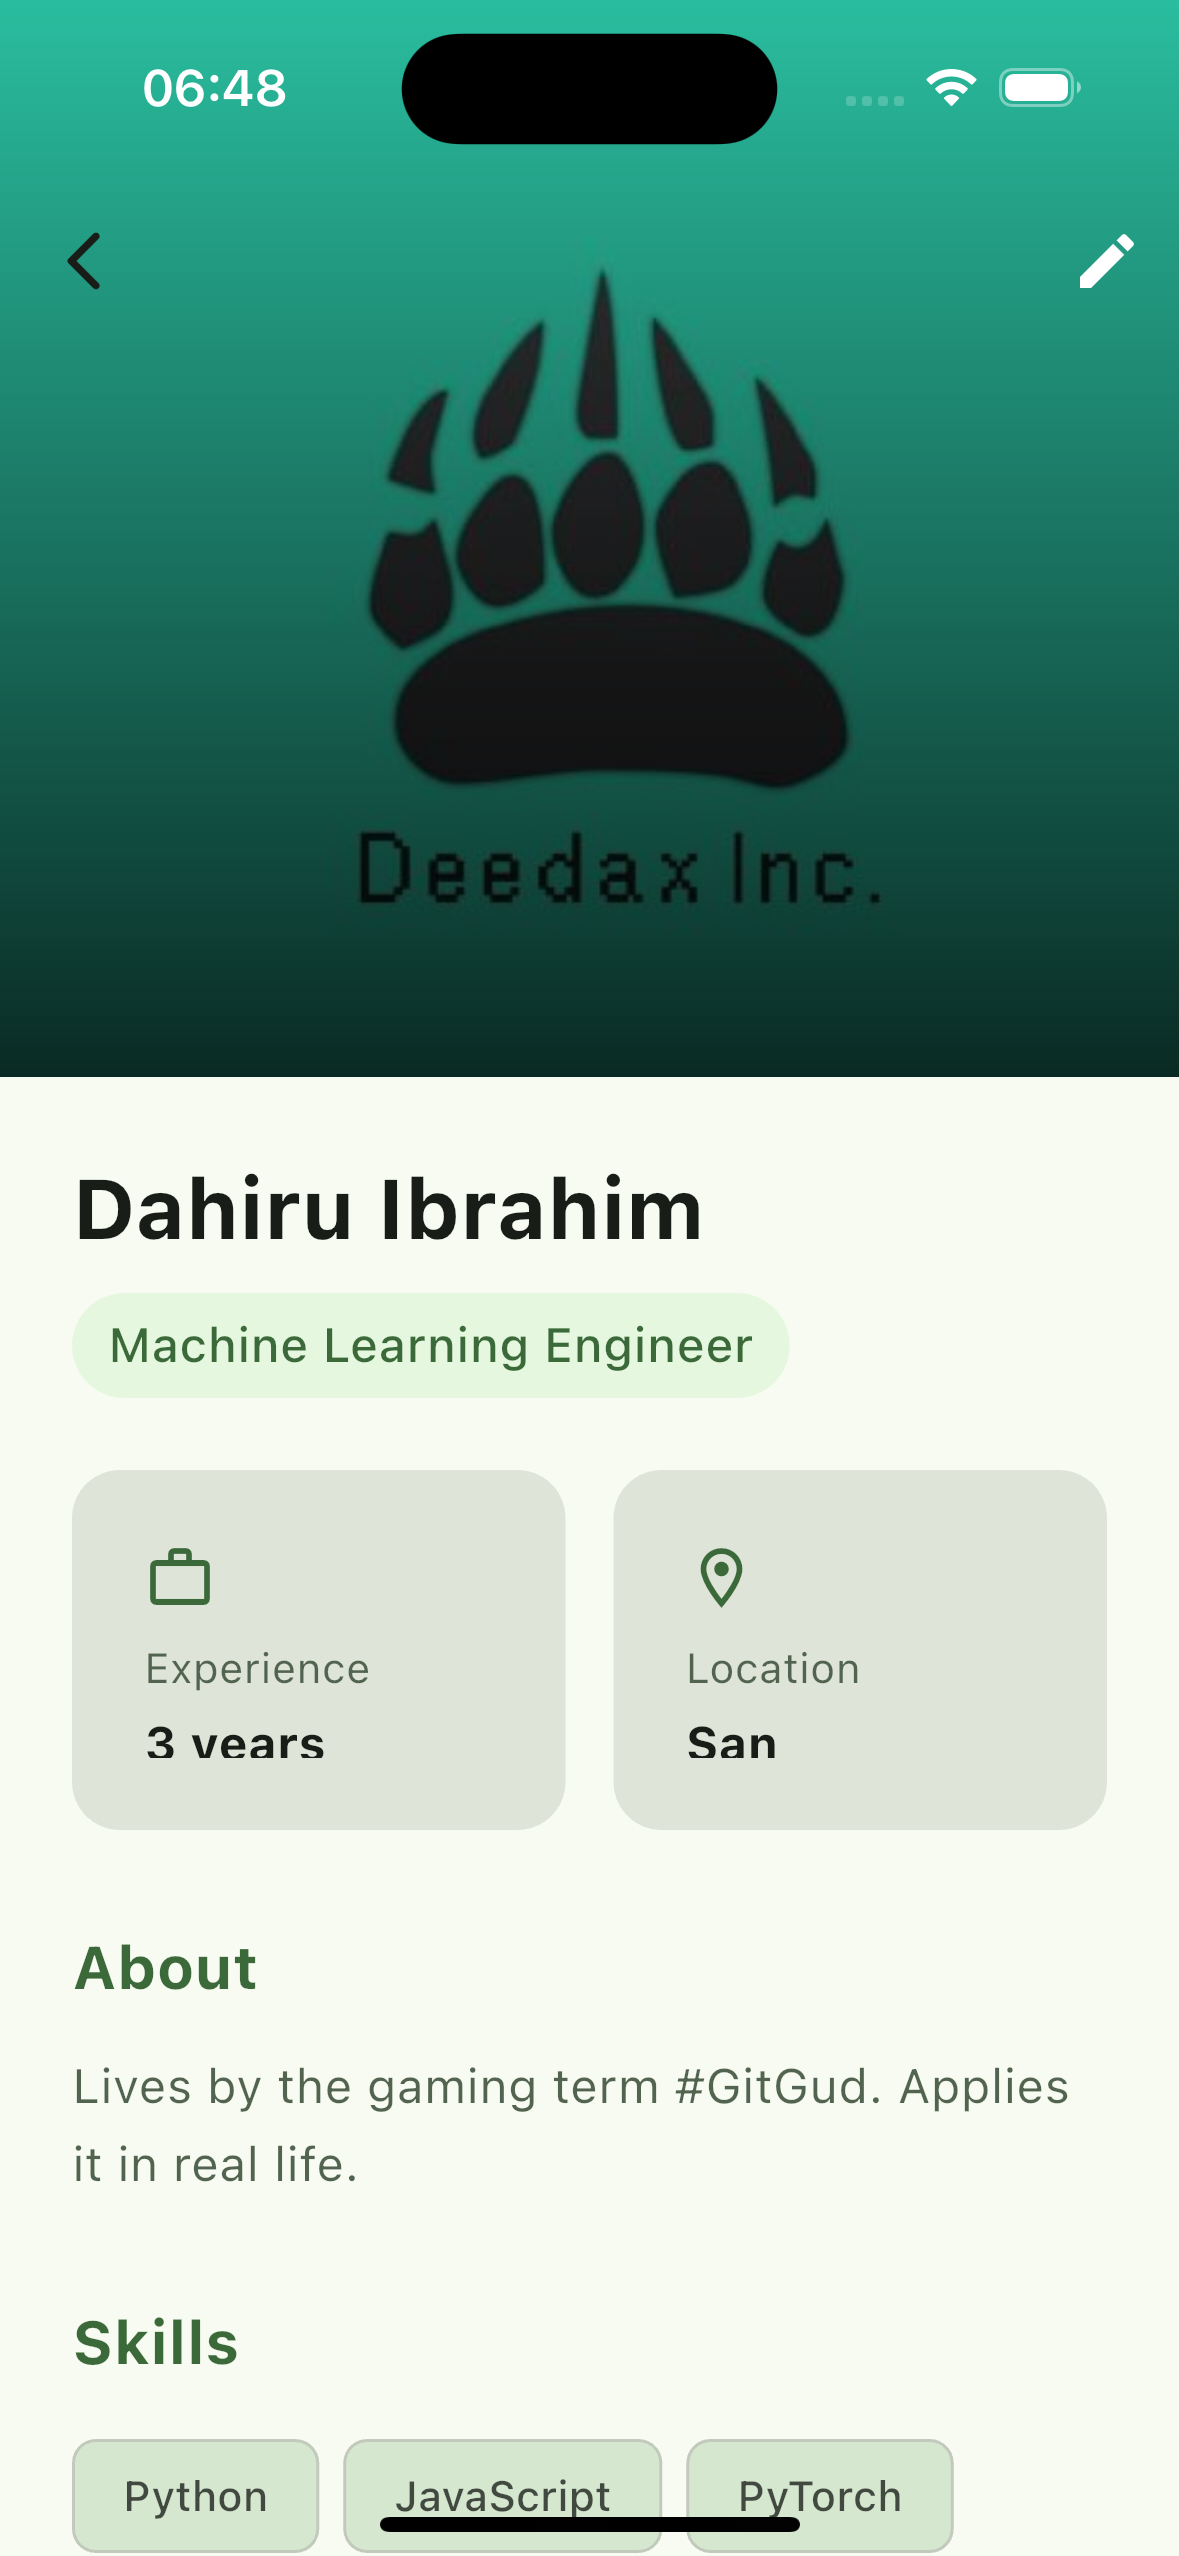 06:48
Deedax Inc.
Dahiru Ibrahim
Machine Learning Engineer
Experience
Location
3 years
San
About
Lives by the gaming term #GitGud. Applies
it in real life.
Skills
Python
JavaScript
PyTorch